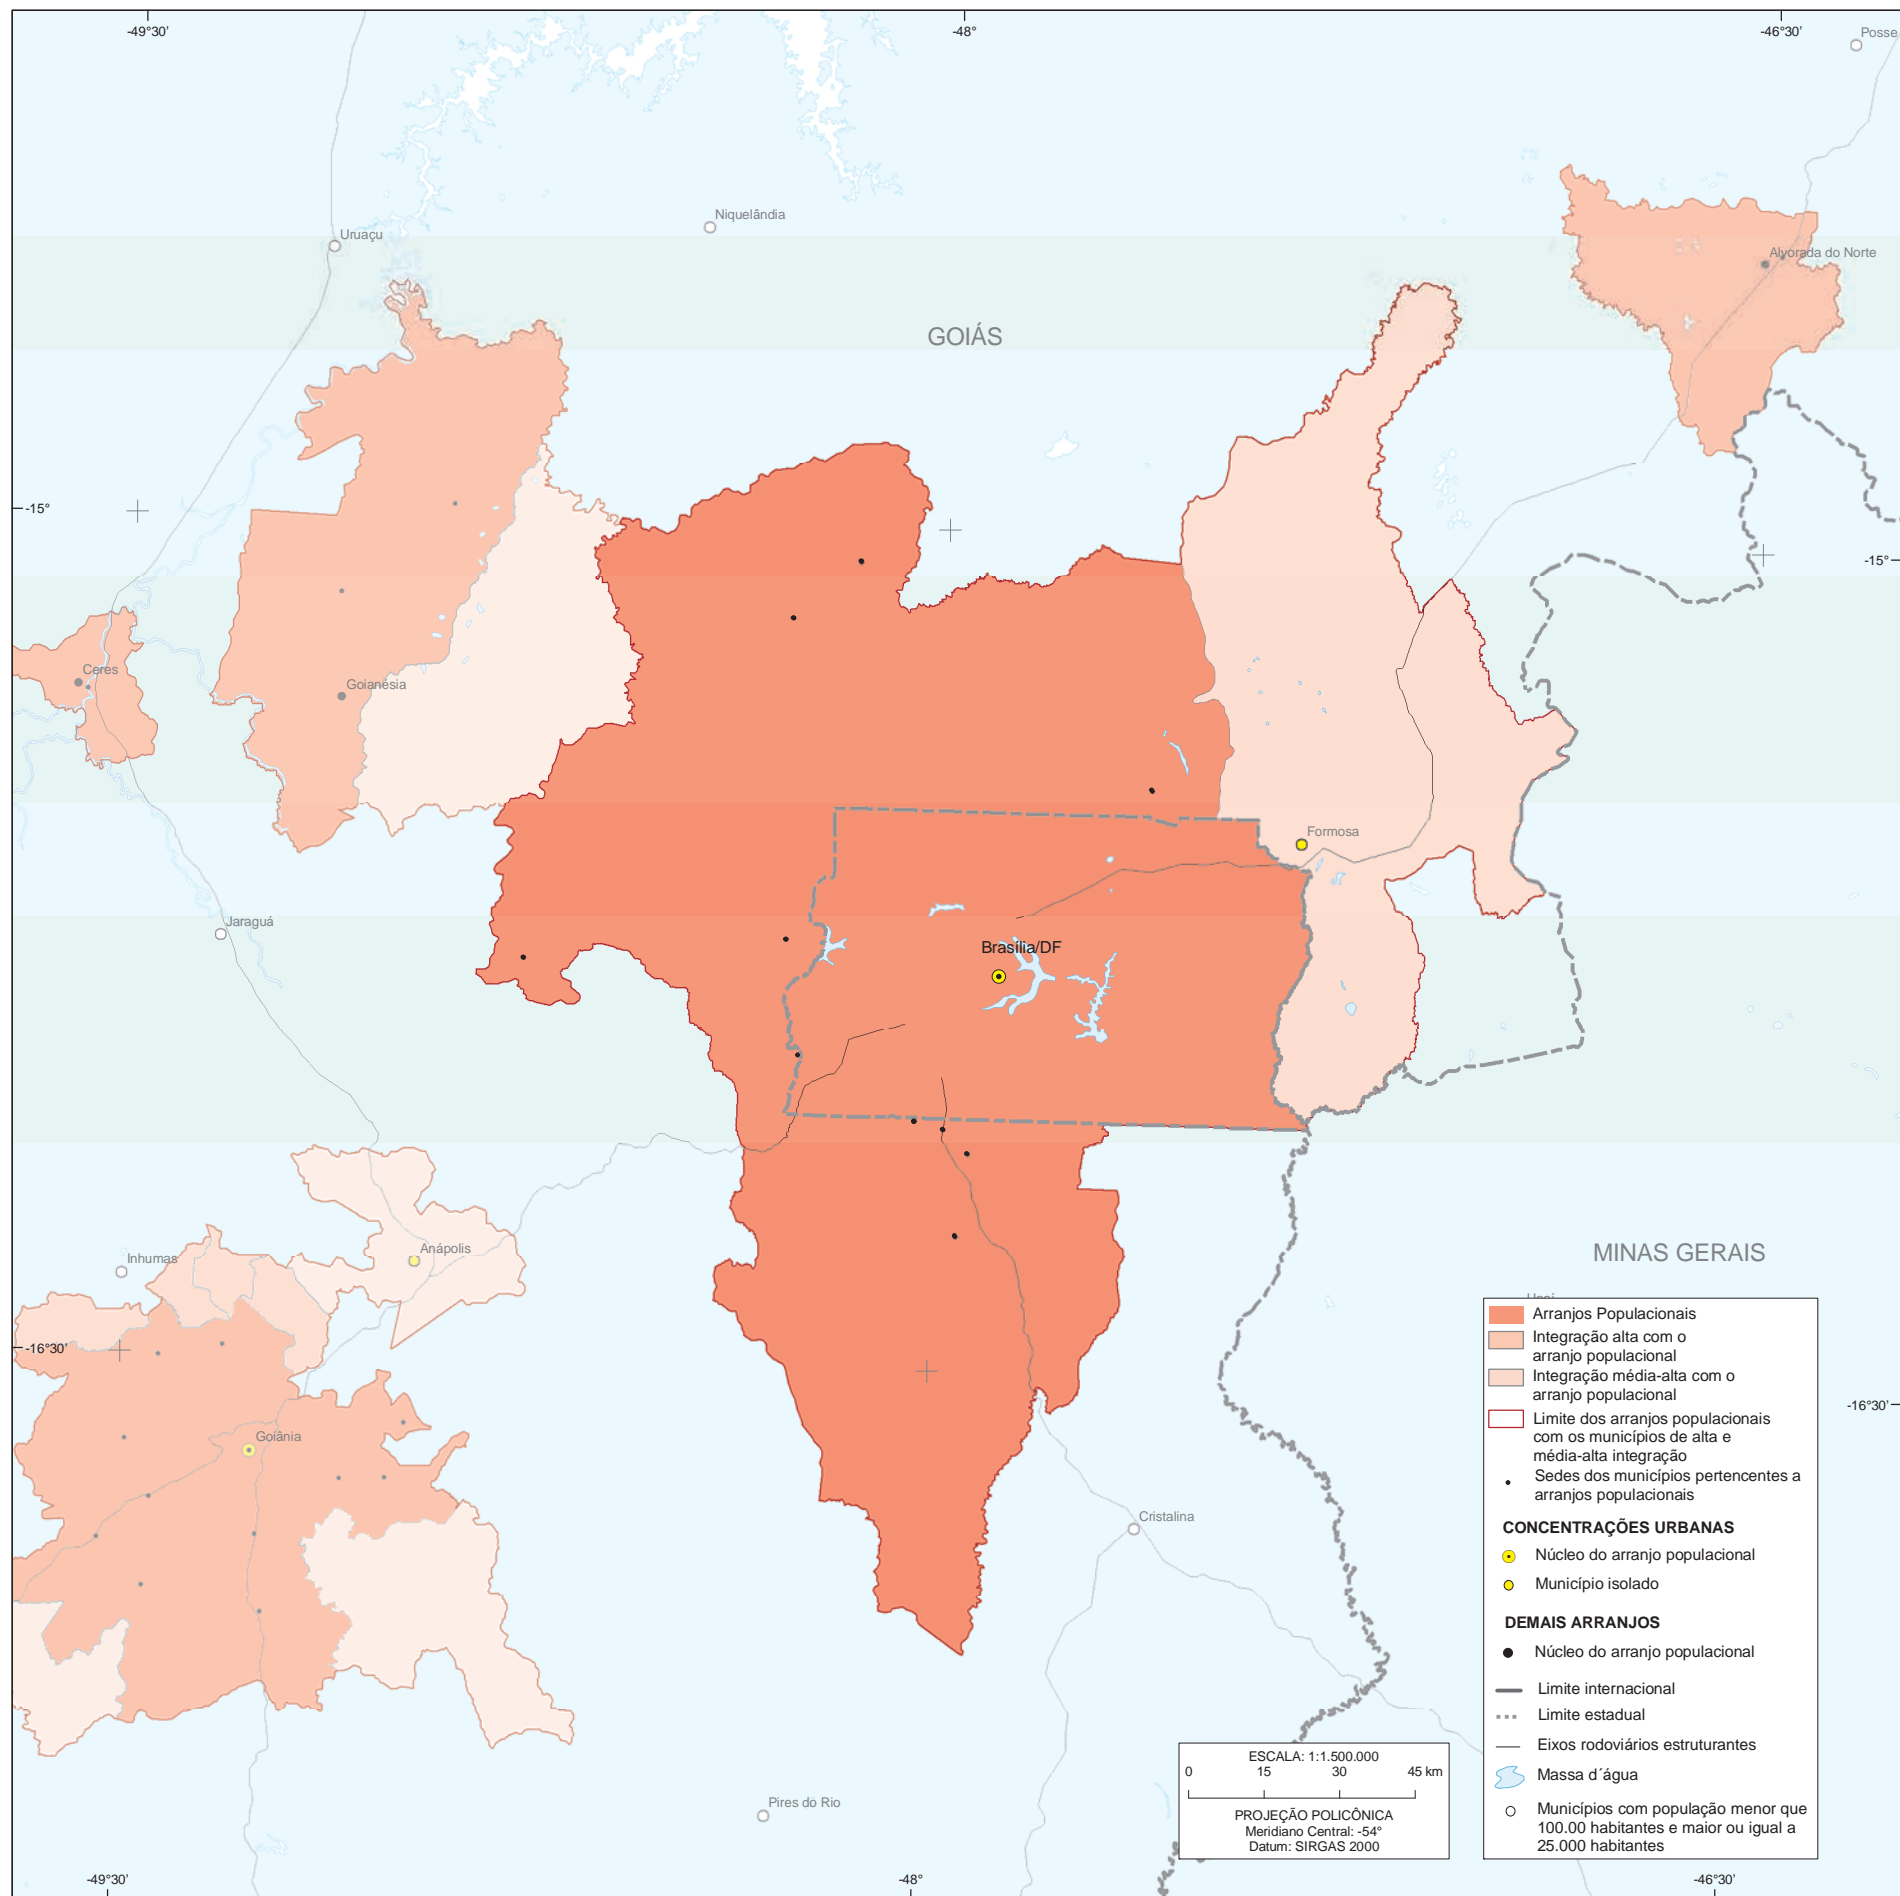 -49°30'
-48°
-46°30'
Posse
Niquelândia
Uruaçu
Alvorada do Norte
GOIÁS
-15°
-15°
Ceres
Goianésia
Formosa
Jaraguá
Brasília/DF
Anápolis
Inhumas
MINAS GERAIS
-16°30'
-16°30'
Goiânia
Cristalina
Pires do Rio
Arranjos Populacionais
Integração alta com o
arranjo populacional
Integração média-alta com o
arranjo populacional
Limite dos arranjos populacionais
com os municípios de alta e
média-alta integração
Sedes dos municípios pertencentes a
arranjos populacionais
CONCENTRAÇÕES URBANAS
Núcleo do arranjo populacional
Município isolado
DEMAIS ARRANJOS
Núcleo do arranjo populacional
Limite internacional
Limite estadual
Eixos rodoviários estruturantes
Massa d´água
Municípios com população menor que
100.00 habitantes e maior ou igual a
25.000 habitantes
ESCALA: 1:1.500.000
0 15 30 45 km
PROJEÇÃO POLICÔNICA
Meridiano Central: -54°
Datum: SIRGAS 2000
-49°30'
-48°
-46°30'